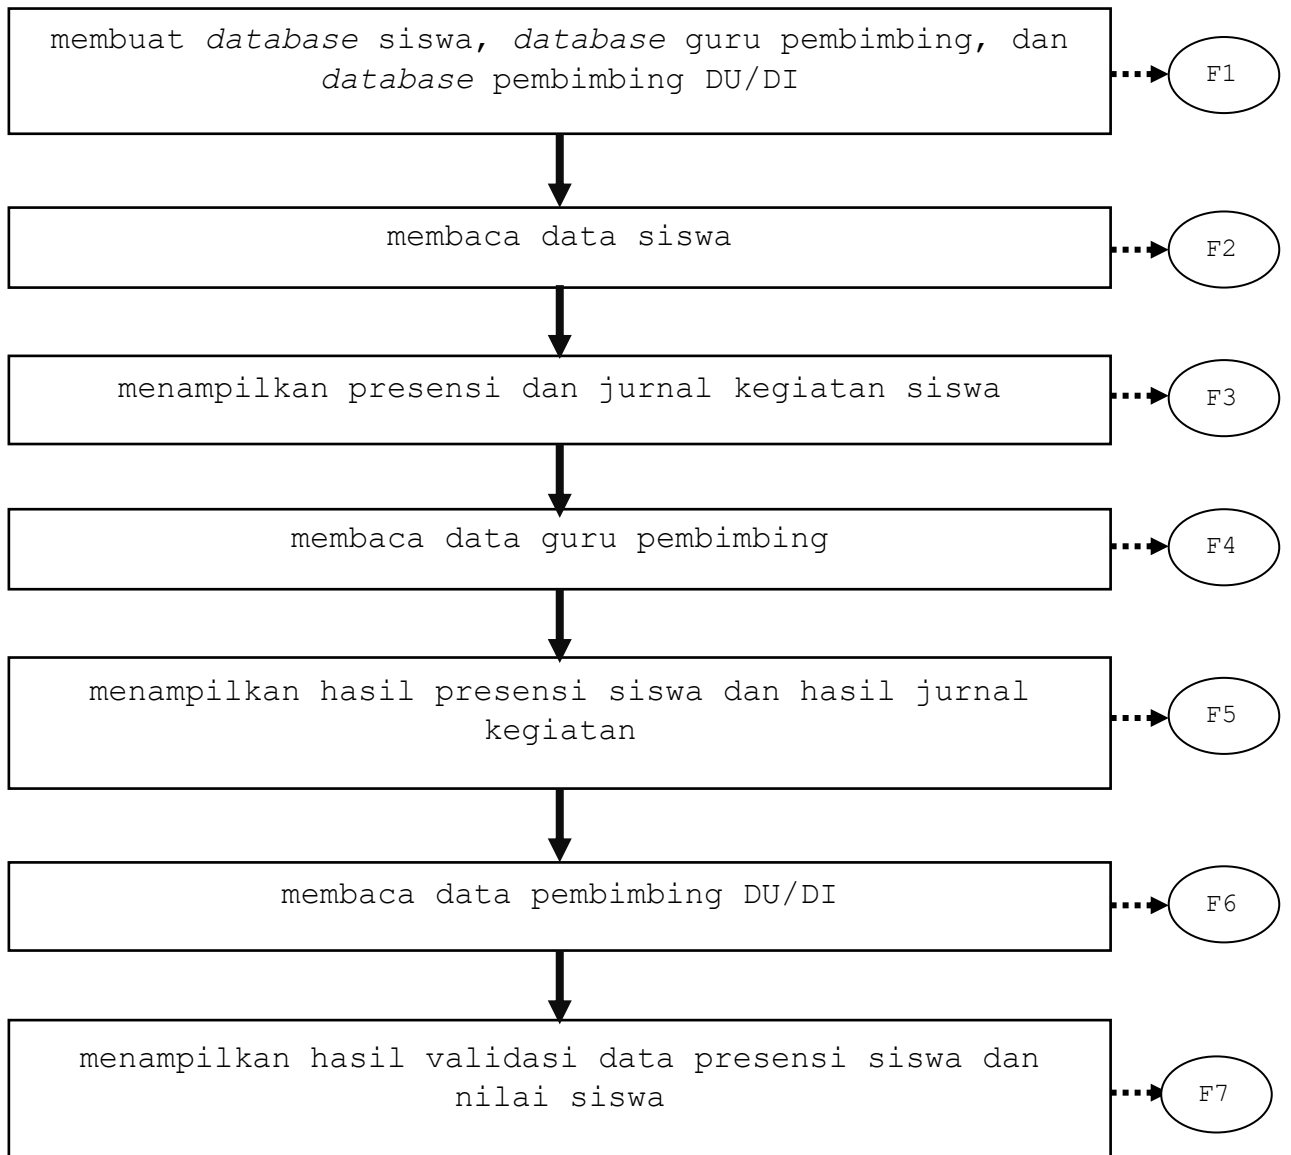 membuat database siswa, database guru pembimbing, dan
database pembimbing DU/DI
F1
membaca data siswa
F2
menampilkan presensi dan jurnal kegiatan siswa
F3
membaca data guru pembimbing
F4
menampilkan hasil presensi siswa dan hasil jurnal
kegiatan
F5
membaca data pembimbing DU/DI
F6
menampilkan hasil validasi data presensi siswa dan
nilai siswa
F7